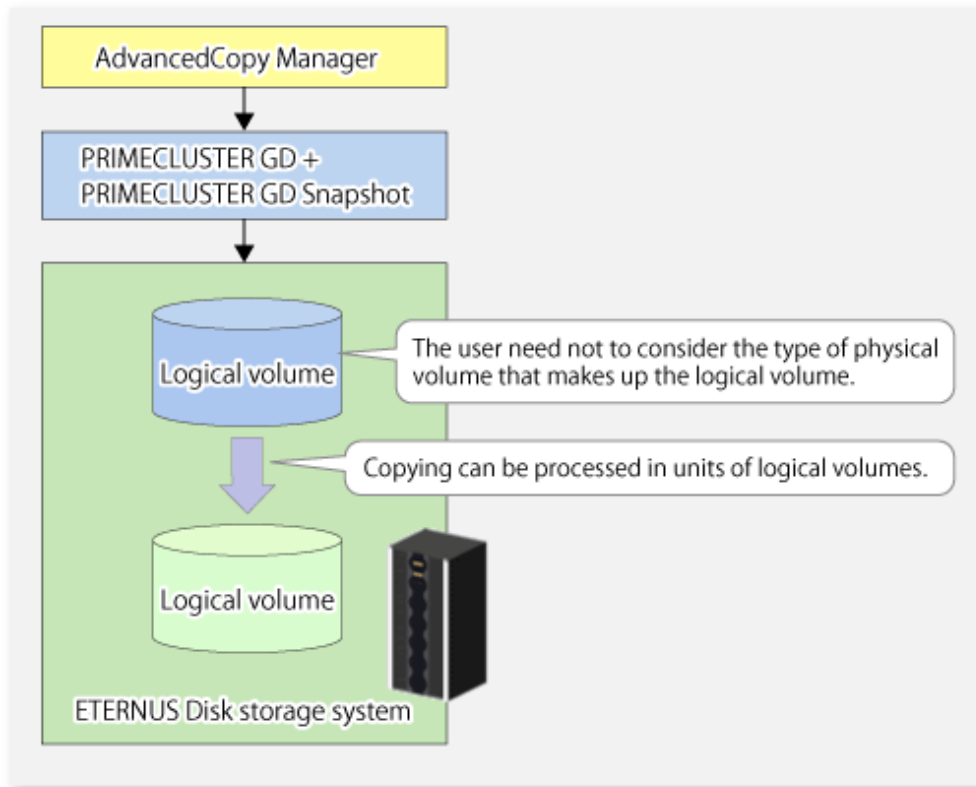 AdvancedCopy Manager
PRIMECLUSTER GD +
PRIMECLUSTER GD Snapshot
Logical volume
The user need not to consider the type of physical
volume that makes up the logical volume.
Copying can be processed in units of logical volumes.
Logical volume
ETERNUS Disk storage system